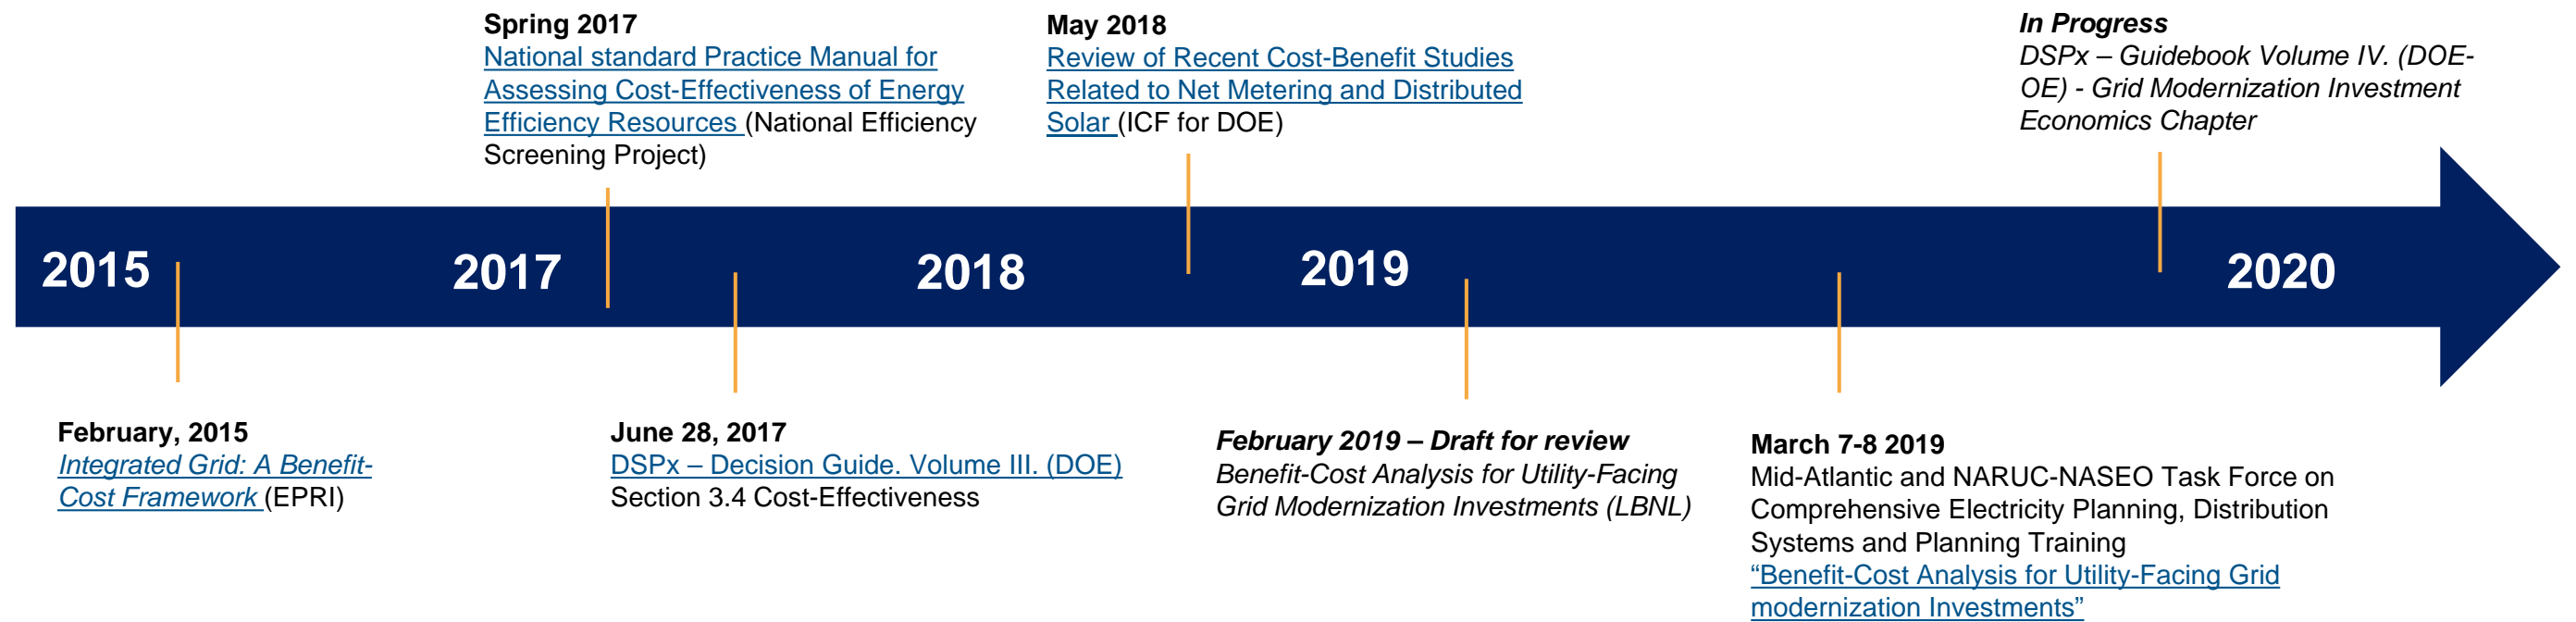 Spring 2017
National standard Practice Manual for
Assessing Cost-Effectiveness of Energy
Efficiency Resources (National Efficiency
Screening Project)
May 2018
Review of Recent Cost-Benefit Studies
Related to Net Metering and Distributed
Solar (ICF for DOE)
In Progress
DSPx – Guidebook Volume IV. (DOE-
OE) - Grid Modernization Investment
Economics Chapter
2015
2017
2018
2019
2020
February, 2015
Integrated Grid: A Benefit-
Cost Framework (EPRI)
June 28, 2017
DSPx – Decision Guide. Volume III. (DOE)
Section 3.4 Cost-Effectiveness
February 2019 – Draft for review
Benefit-Cost Analysis for Utility-Facing
Grid Modernization Investments (LBNL)
March 7-8 2019
Mid-Atlantic and NARUC-NASEO Task Force on
Comprehensive Electricity Planning, Distribution
Systems and Planning Training
“Benefit-Cost Analysis for Utility-Facing Grid
modernization Investments”